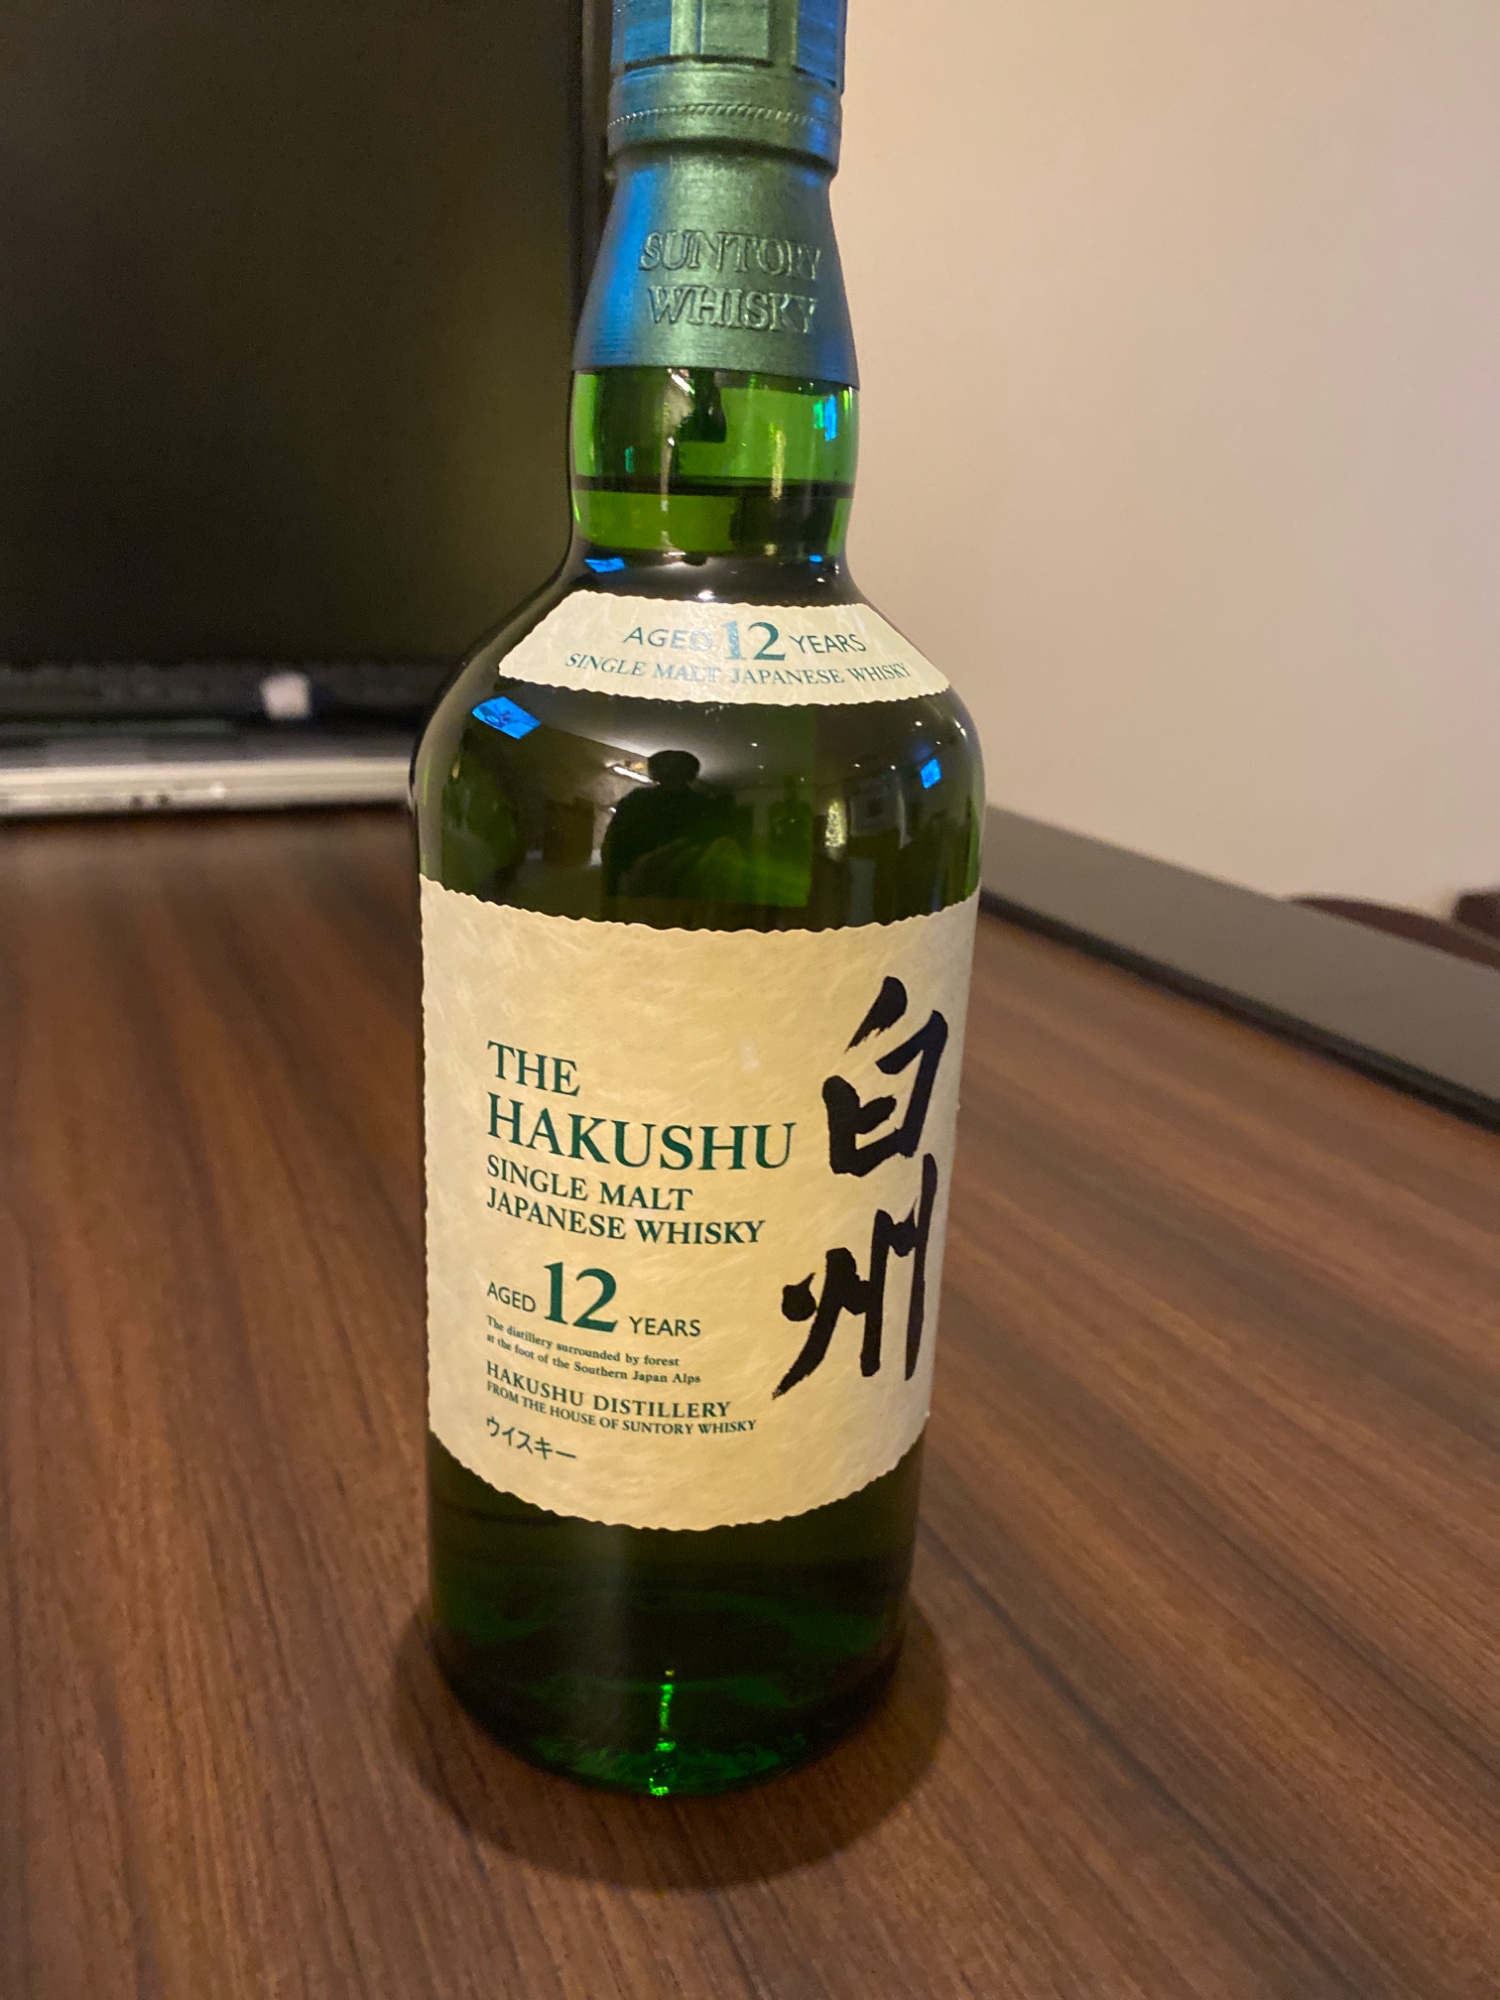 SUNTORY
WHISKY
AGED 12 YEARS
SINGLE MALT JAPANESE WHISKY
白州
THE
HAKUSHU
SINGLE MALT
JAPANESE WHISKY
AGED 12 YEARS
The distillery surrounded by forest
at the foot of the Southern Japan Alps
HAKUSHU DISTILLERY
FROM THE HOUSE OF SUNTORY WHISKY
ウイスキー